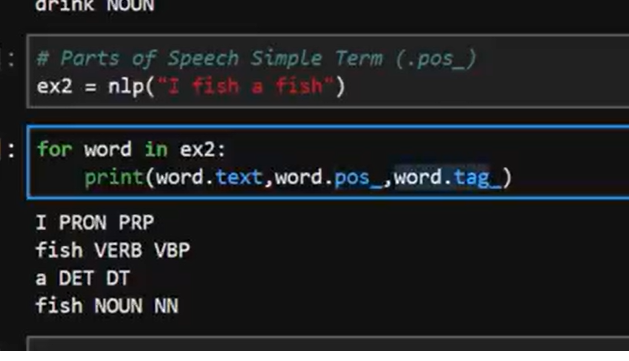 drink NOUN
: # Parts of Speech Simple Term (.pos_)
ex2 = nlp("I fish a fish")
: for word in ex2:
print(word.text,word.pos_,word.tag_)
I PRON PRP
fish VERB VBP
a DET DT
fish NOUN NN